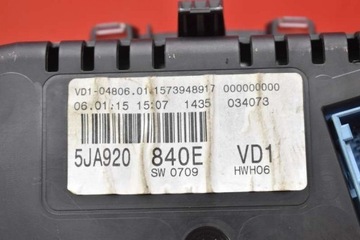 VD1-04806.01.1573948917 000000000
06.01.15 15:07 1435 034073
5JA920 840E VD1
SW 0709 HWH06